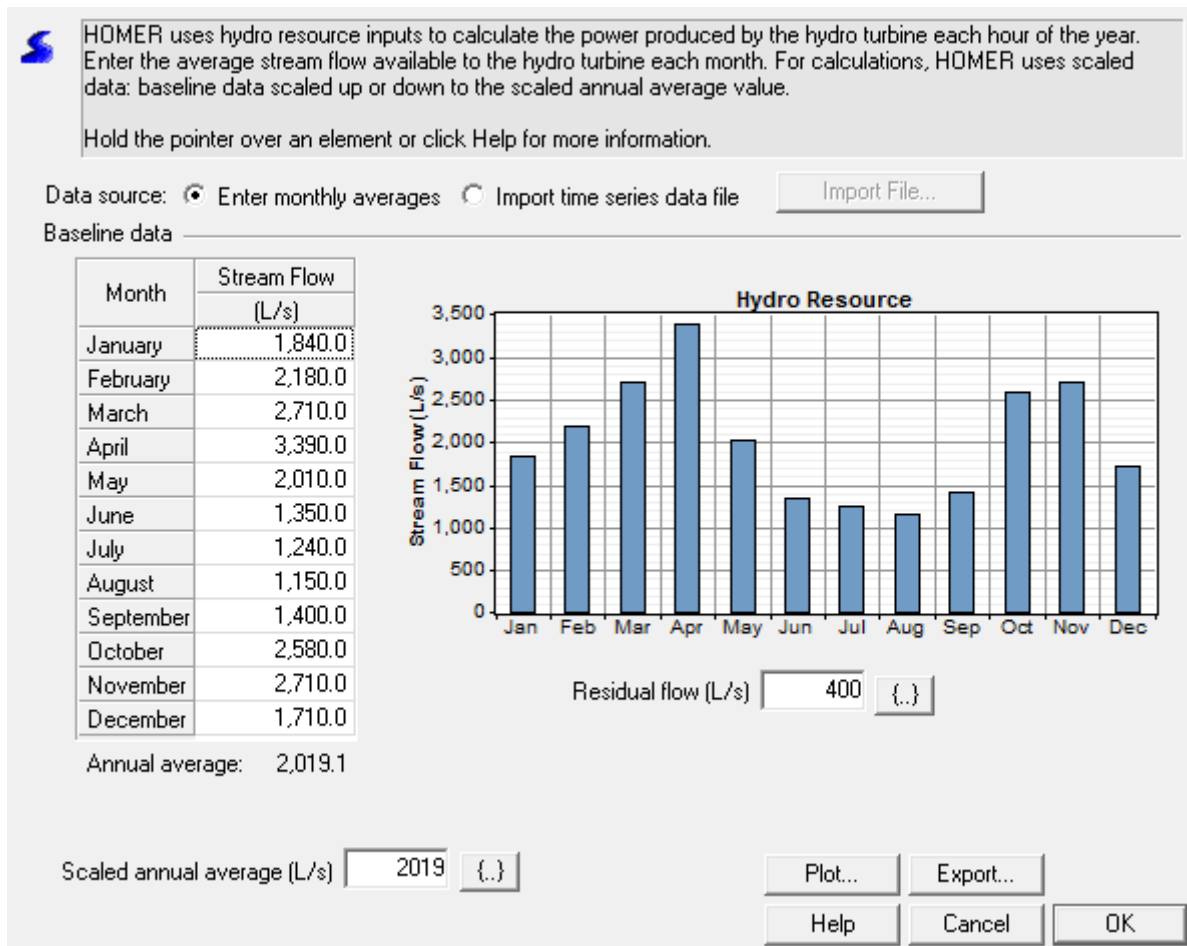 HOMER uses hydro resource inputs to calculate the power produced by the hydro turbine each hour of the year.
Enter the average stream flow available to the hydro turbine each month. For calculations, HOMER uses scaled
data: baseline data scaled up or down to the scaled annual average value.
Hold the pointer over an element or click Help for more information.
Data source: Enter monthly averages Import time series data file Import File...
Baseline data
Month Stream Flow
(L/s)
January 1,840.0
February 2,180.0
March 2,710.0
April 3,390.0
May 2,010.0
June 1,350.0
July 1,240.0
August 1,150.0
September 1,400.0
October 2,580.0
November 2,710.0
December 1,710.0
Annual average: 2,019.1
Hydro Resource
Stream Flow (L/s)
3,500
3,000
2,500
2,000
1,500
1,000
500
0
Jan Feb Mar Apr May Jun Jul Aug Sep Oct Nov Dec
Residual flow (L/s) 400 {..}
Scaled annual average (L/s) 2019 {..}
Plot... Export...
Help Cancel OK